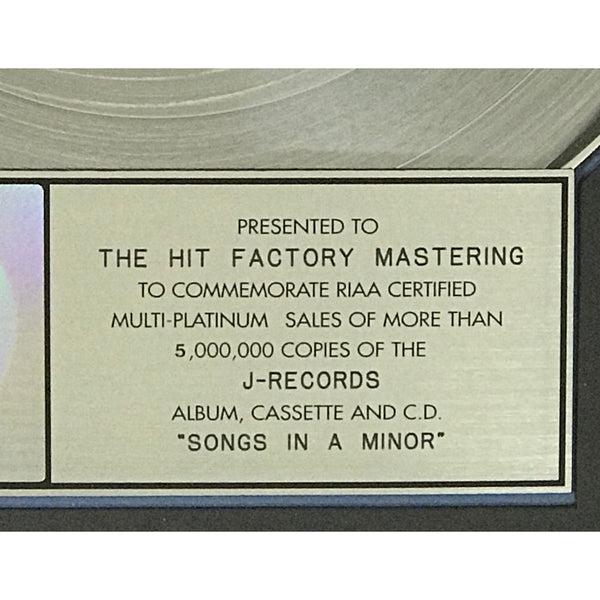 PRESENTED TO
THE HIT FACTORY MASTERING
TO COMMEMORATE RIAA CERTIFIED
MULTI-PLATINUM SALES OF MORE THAN
5,000,000 COPIES OF THE
J-RECORDS
ALBUM, CASSETTE AND C.D.
"SONGS IN A MINOR"